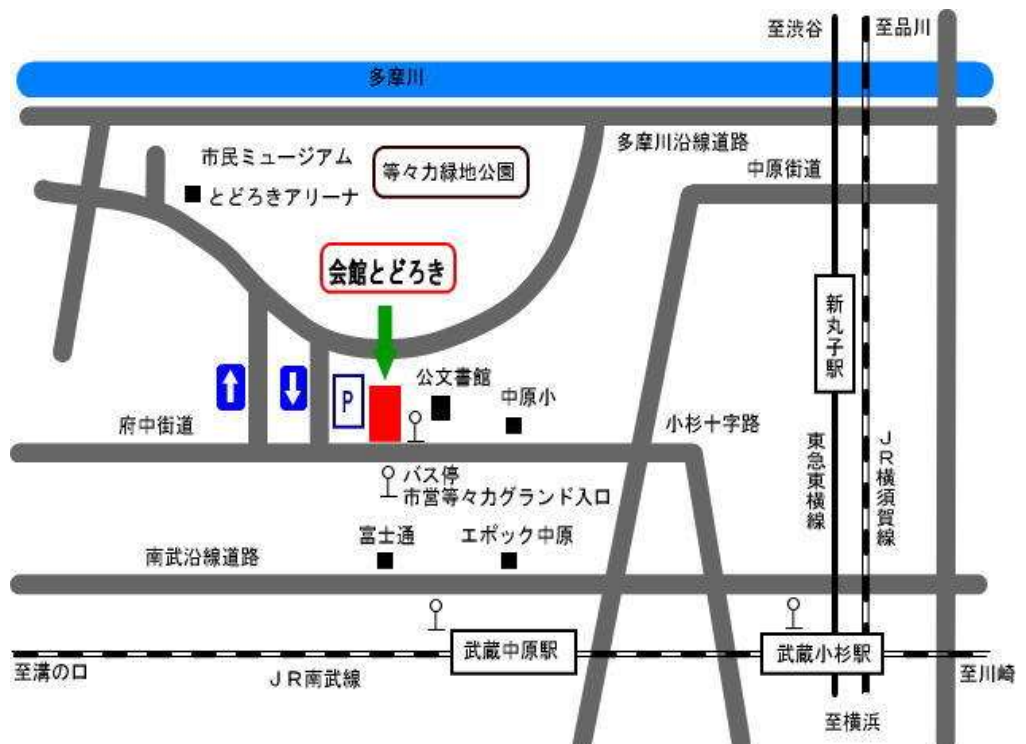 至渋谷
至品川
多摩川
多摩川沿線道路
市民ミュージアム
等々力緑地公園
中原街道
とどろきアリーナ
会館とどろき
新丸子駅
P
公文書館
中原小
府中街道
小杉十字路
東急東横線
JR横須賀線
バス停
市営等々力グランド入口
富士通
エポック中原
南武沿線道路
武蔵中原駅
武蔵小杉駅
至溝の口
JR南武線
至川崎
至横浜